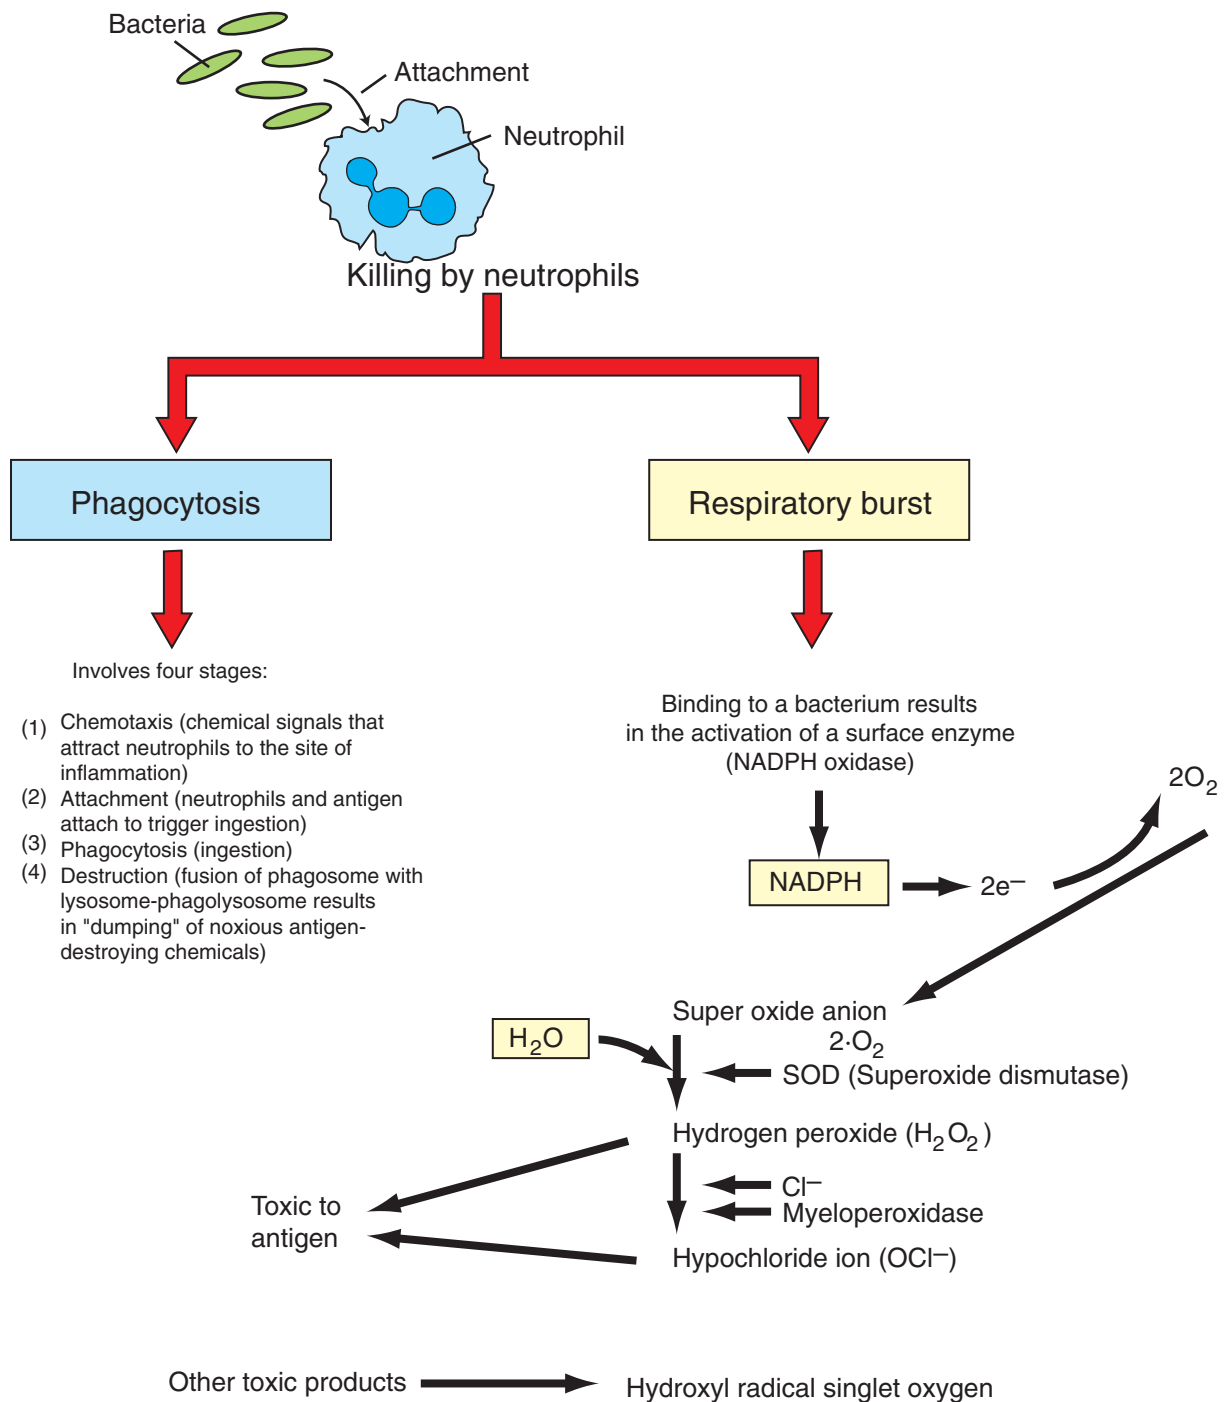 Bacteria
Attachment
Neutrophil
Killing by neutrophils
Phagocytosis
Respiratory burst
Involves four stages:
(1) Chemotaxis (chemical signals that
attract neutrophils to the site of
inflammation)
(2) Attachment (neutrophils and antigen
attach to trigger ingestion)
(3) Phagocytosis (ingestion)
(4) Destruction (fusion of phagosome with
lysosome-phagolysosome results
in "dumping" of noxious antigen-
destroying chemicals)
Binding to a bacterium results
in the activation of a surface enzyme
(NADPH oxidase)
2O₂
NADPH
2e⁻
Super oxide anion
2·O₂
H₂O
SOD (Superoxide dismutase)
Hydrogen peroxide (H₂O₂)
Cl⁻
Myeloperoxidase
Toxic to
antigen
Hypochloride ion (OCl⁻)
Other toxic products
Hydroxyl radical singlet oxygen